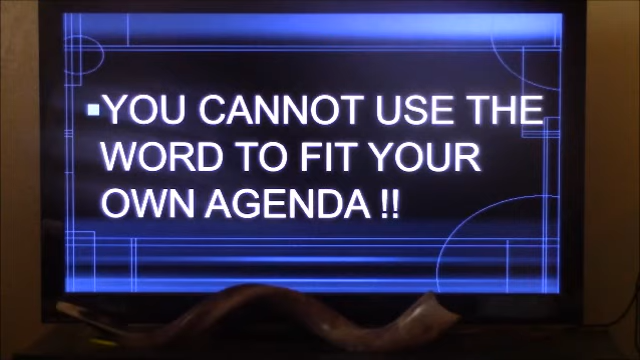 YOU CANNOT USE THE
WORD TO FIT YOUR
OWN AGENDA !!